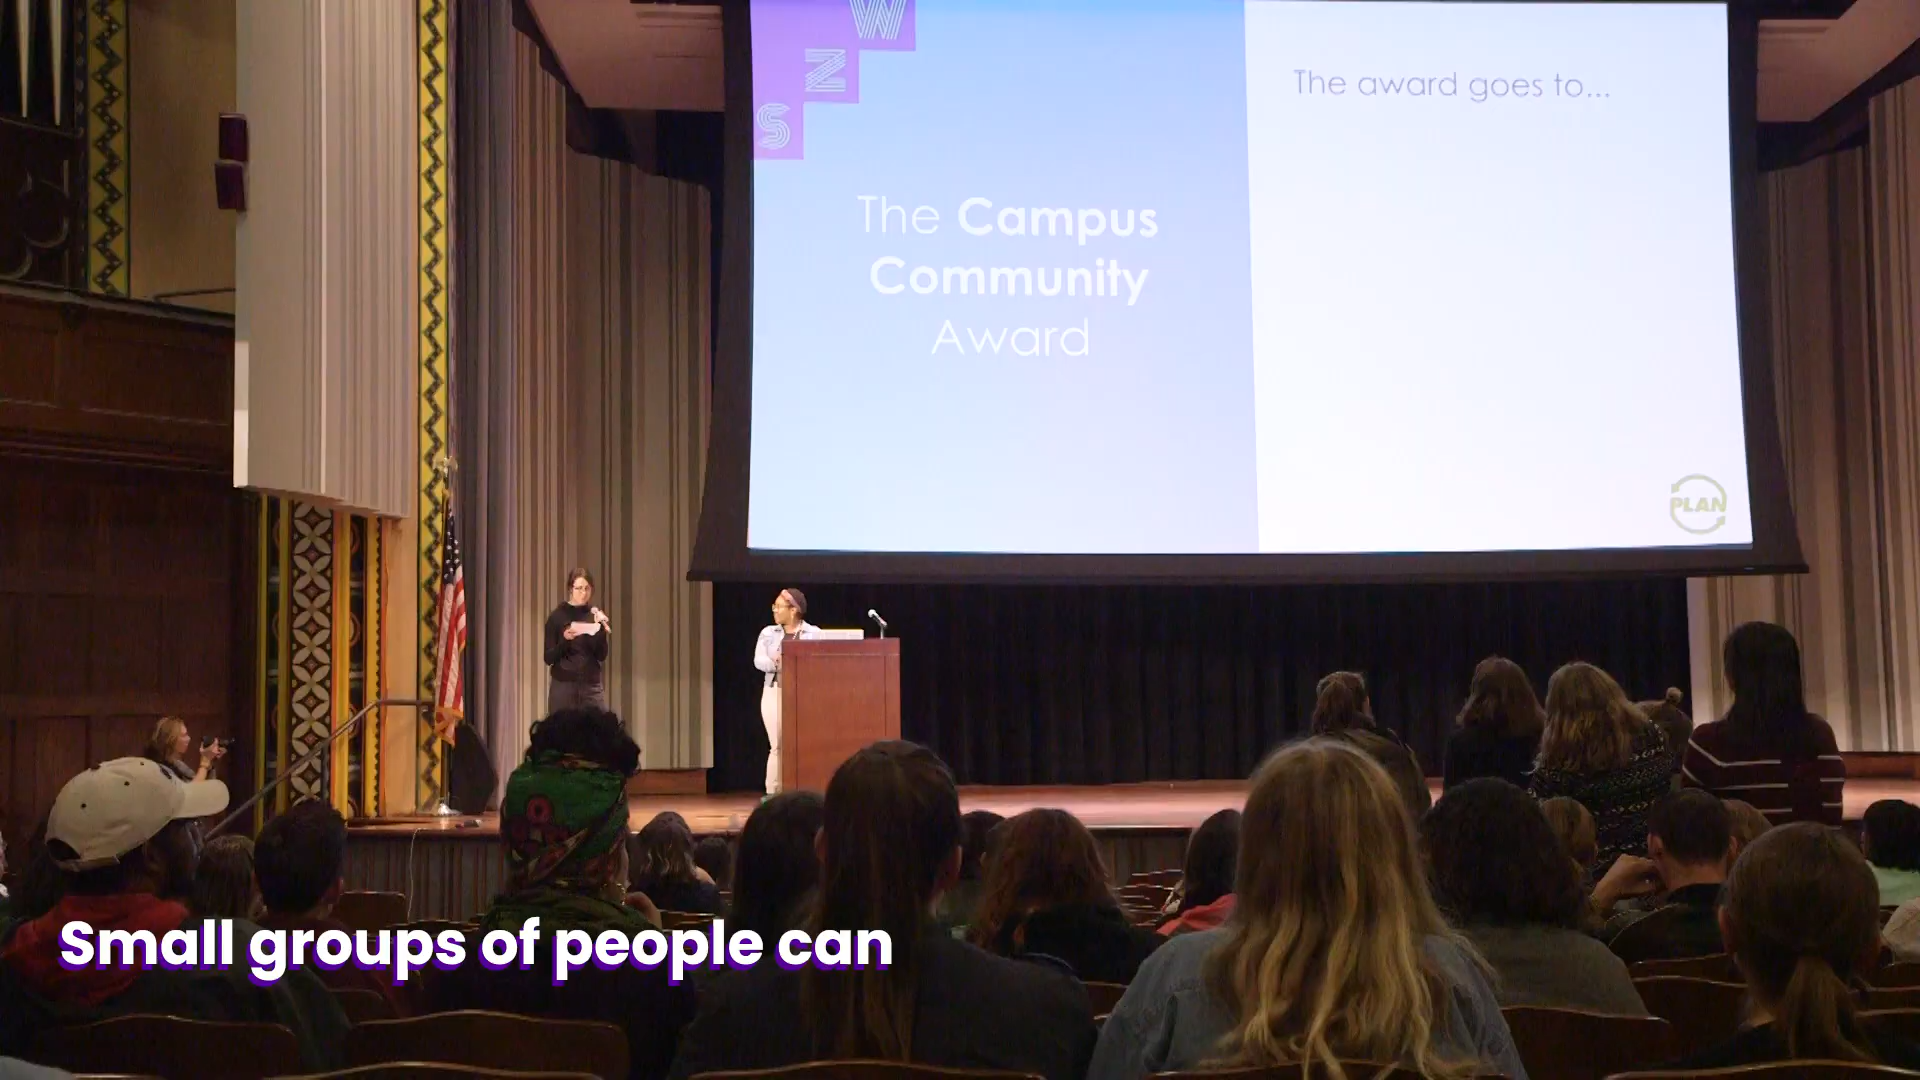 W
Z
S
The Campus
Community
Award
The award goes to...
PLAN
Small groups of people can